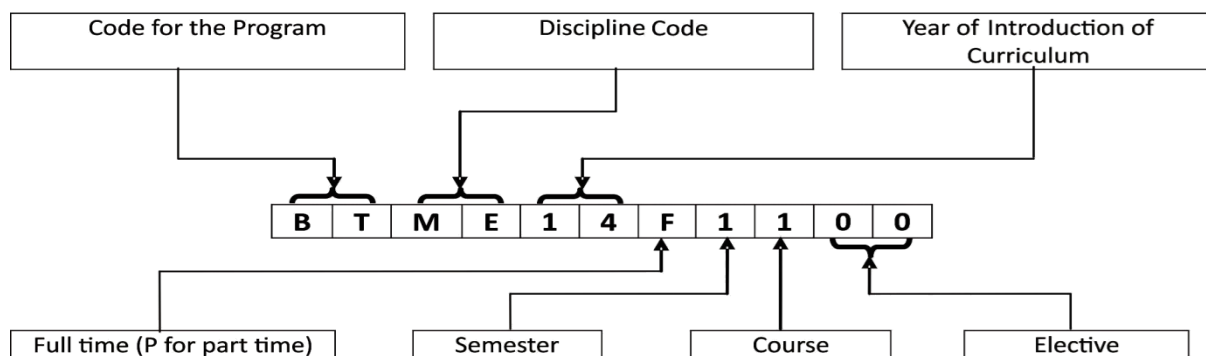 Code for the Program
Discipline Code
Year of Introduction of
Curriculum
B T M E 1 4 F 1 1 0 0
Full time (P for part time)
Semester
Course
Elective